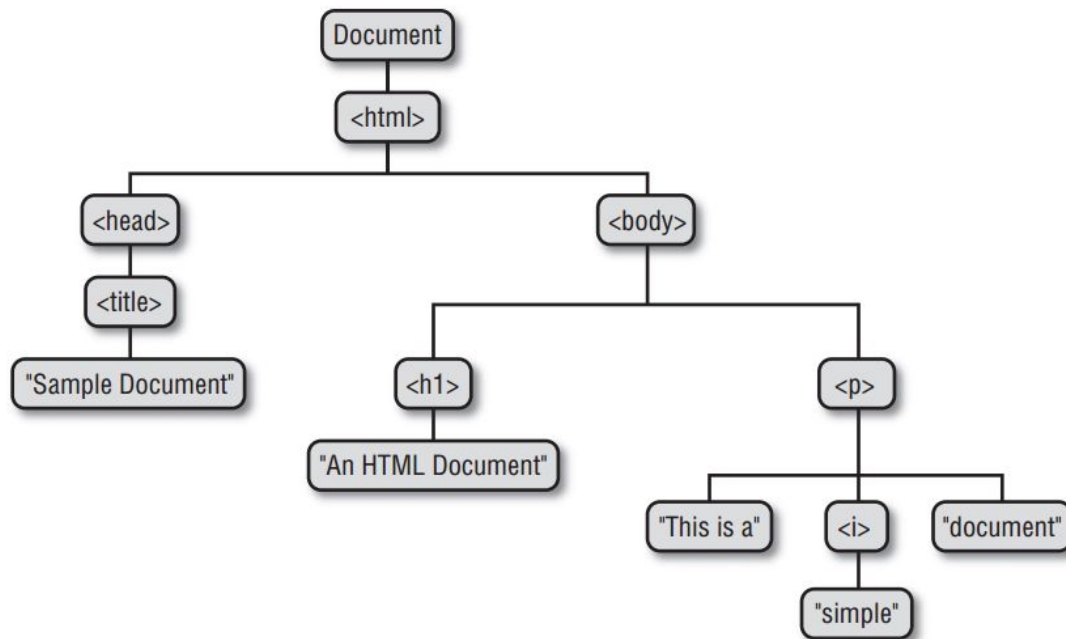 Document
<html>
<head>
<body>
<title>
"Sample Document"
<h1>
<p>
"An HTML Document"
"This is a"
<i>
"document"
"simple"